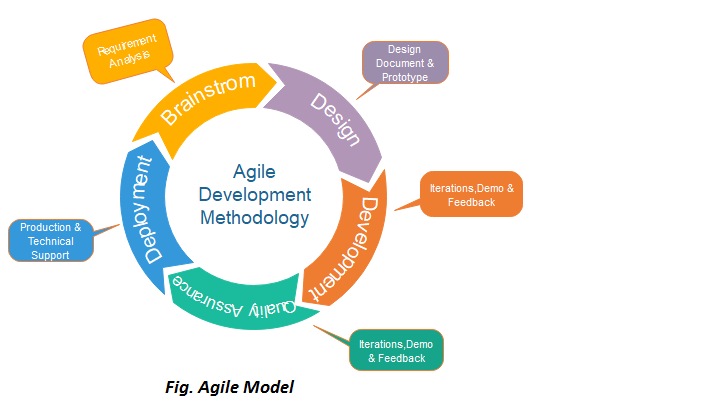 Requirement
Analysis
Brainstrom
Design
Document &
Prototype
Design
Agile
Development
Methodology
Iterations,Demo &
Feedback
Development
Deployment
Production &
Technical
Support
Quality Assurance
Iterations,Demo
& Feedback
Fig. Agile Model